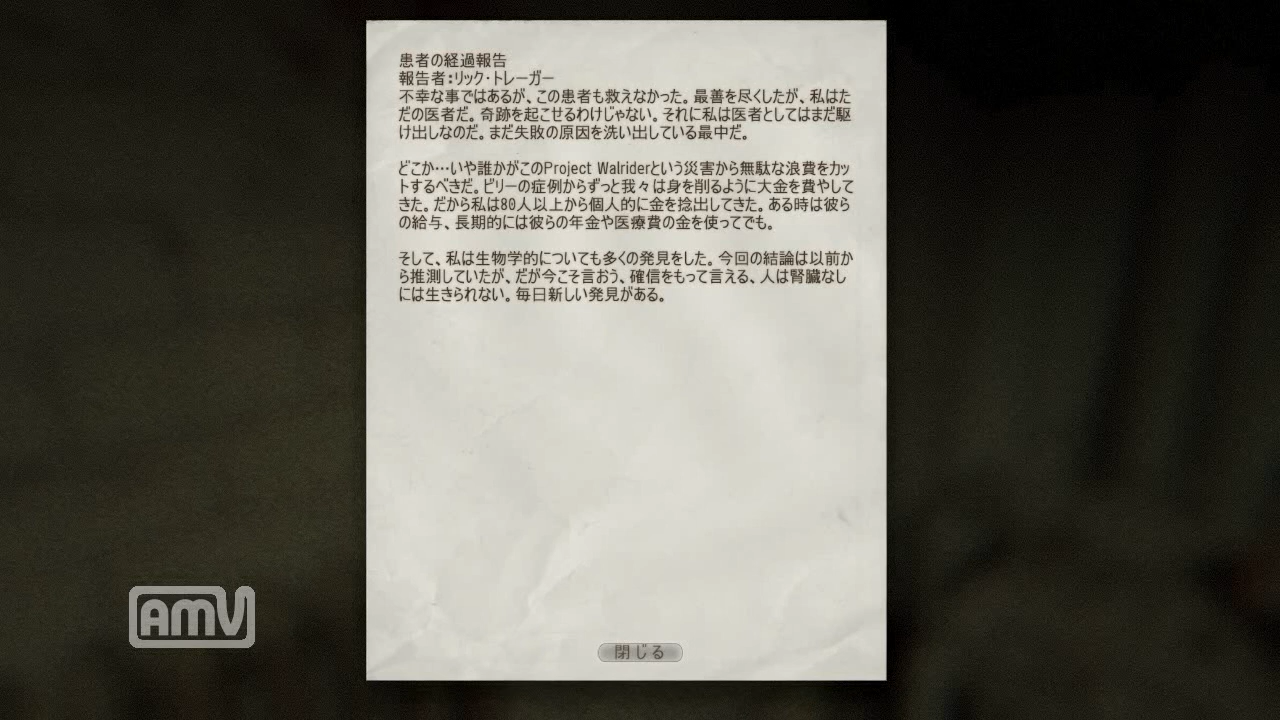 患者の経過報告
報告者:リック・トレーガー
不幸な事ではあるが、この患者も救えなかった。最善を尽くしたが、私はた
だの医者だ。奇跡を起こせるわけじゃない。それに私は医者としてはまだ駆
け出しなのだ。まだ失敗の原因を洗い出している最中だ。
どこか…いや誰かがこのProject Walriderという災害から無駄な浪費をカッ
トするべきだ。ビリーの症例からずっと我々は身を削るように大金を費やして
きた。だから私は80人以上から個人的に金を捻出してきた。ある時は彼ら
の給与、長期的には彼らの年金や医療費の金を使ってでも。
そして、私は生物学的についても多くの発見をした。今回の結論は以前か
ら推測していたが、だが今こそ言おう、確信をもって言える、人は腎臓なし
には生きられない。毎日新しい発見がある。
AMV
閉じる